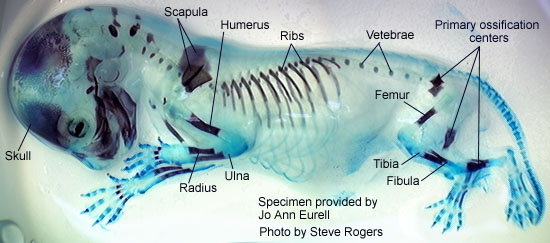 Scapula
Humerus
Ribs
Vetebrae
Primary ossification
centers
Femur
Skull
Radius
Ulna
Tibia
Fibula
Specimen provided by
Jo Ann Eurell
Photo by Steve Rogers